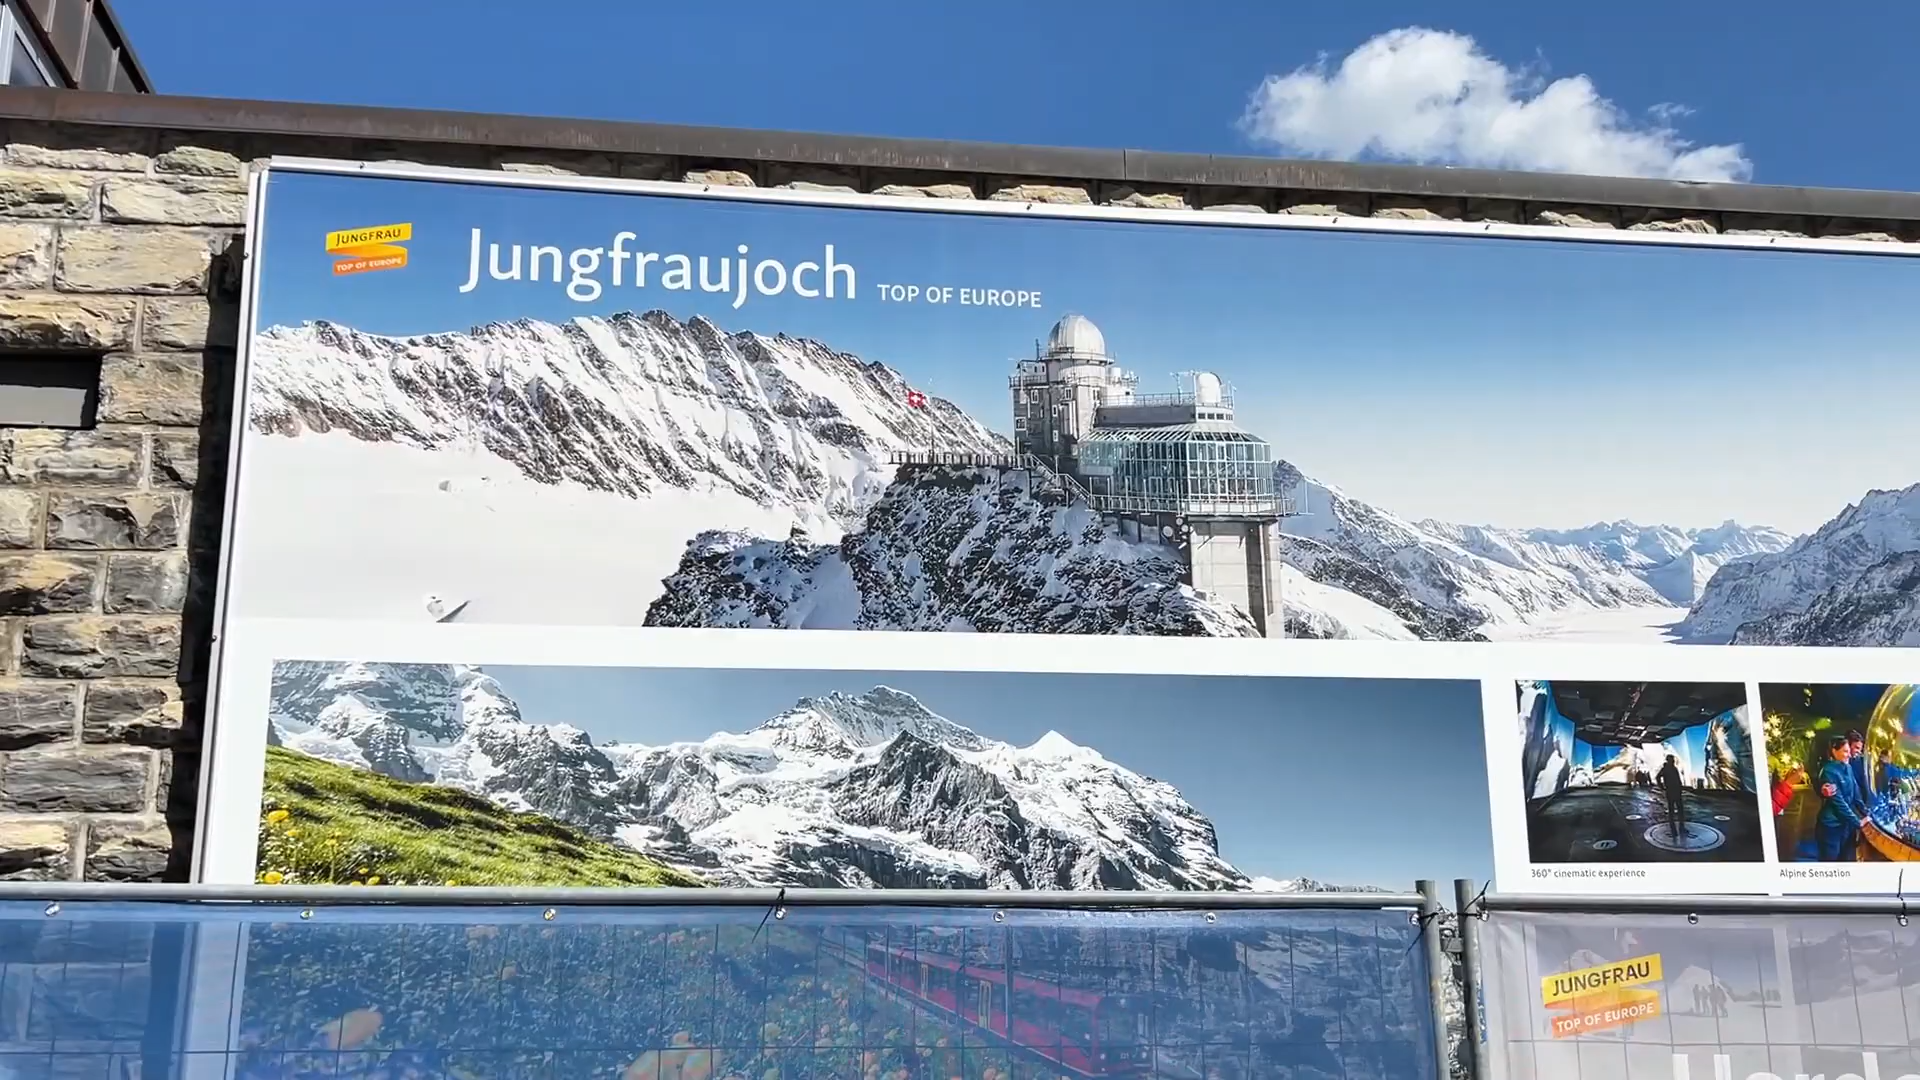 JUNGFRAU
TOP OF EUROPE
Jungfraujoch TOP OF EUROPE
360° cinematic experience
Alpine Sensation
JUNGFRAU
TOP OF EUROPE